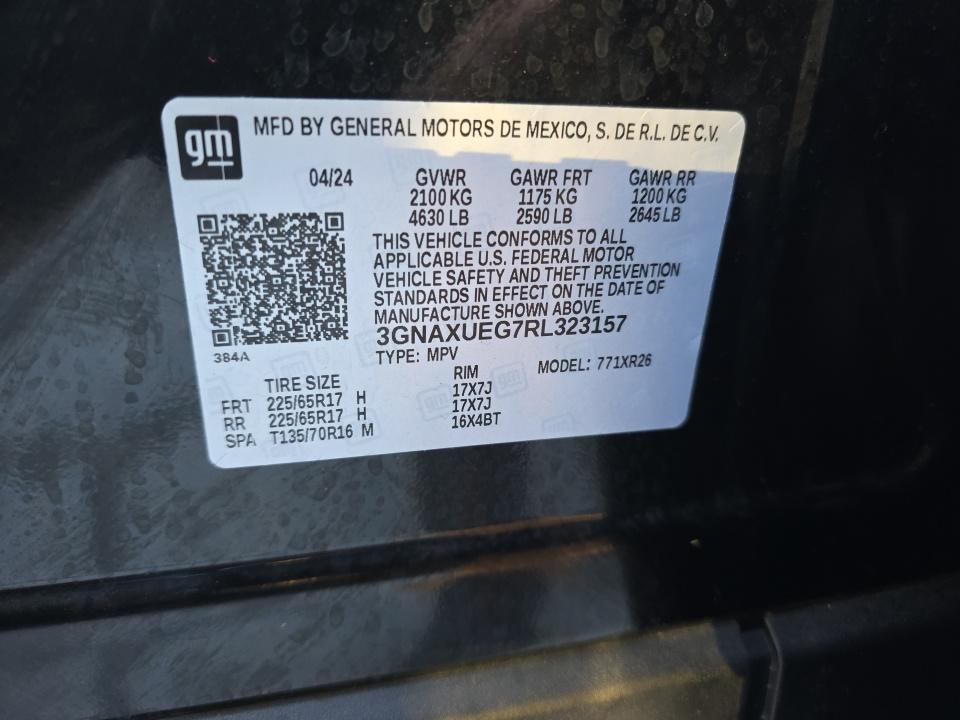 gm MFD BY GENERAL MOTORS DE MEXICO, S. DE R.L. DE C.V.
04/24 GVWR GAWR FRT GAWR RR
2100 KG 1175 KG 1200 KG
4630 LB 2590 LB 2645 LB
THIS VEHICLE CONFORMS TO ALL
APPLICABLE U.S. FEDERAL MOTOR
VEHICLE SAFETY AND THEFT PREVENTION
STANDARDS IN EFFECT ON THE DATE OF
MANUFACTURE SHOWN ABOVE.
3GNAXUEG7RL323157
384A TYPE: MPV MODEL: 771XR26
TIRE SIZE RIM
FRT 225/65R17 H 17X7J
RR 225/65R17 H 17X7J
SPA T135/70R16 M 16X4BT